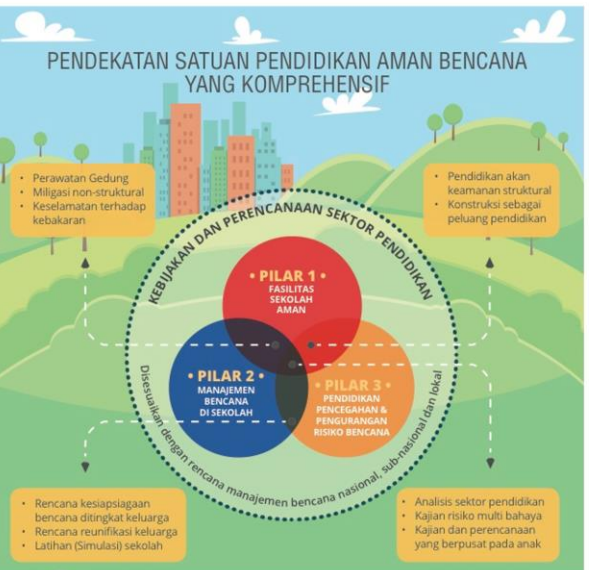 PENDEKATAN SATUAN PENDIDIKAN AMAN BENCANA
YANG KOMPREHENSIF
• Perawatan Gedung
• Miligasi non-struktural
• Keselamatan terhadap
kebakaran
• Pendidikan akan
keamanan struktural
• Konstruksi sebagai
peluang pendidikan
KEBIJAKAN DAN PERENCANAAN SEKTOR PENDIDIKAN
• PILAR 1 •
FASILITAS
SEKOLAH
AMAN
• PILAR 2 •
MANAJEMEN
BENCANA
DI SEKOLAH
• PILAR 3 •
PENDIDIKAN
PENCEGAHAN &
PENGURANGAN
RISIKO BENCANA
Disesuaikan dengan rencana manajemen bencana nasional, sub-nasional dan lokal
• Rencana kesiapsiagaan
bencana ditingkat keluarga
• Rencana reunifikasi keluarga
• Latihan (Simulasi) sekolah
• Analisis sektor pendidikan
• Kajian risiko multi bahaya
• Kajian dan perencanaan
yang berpusat pada anak